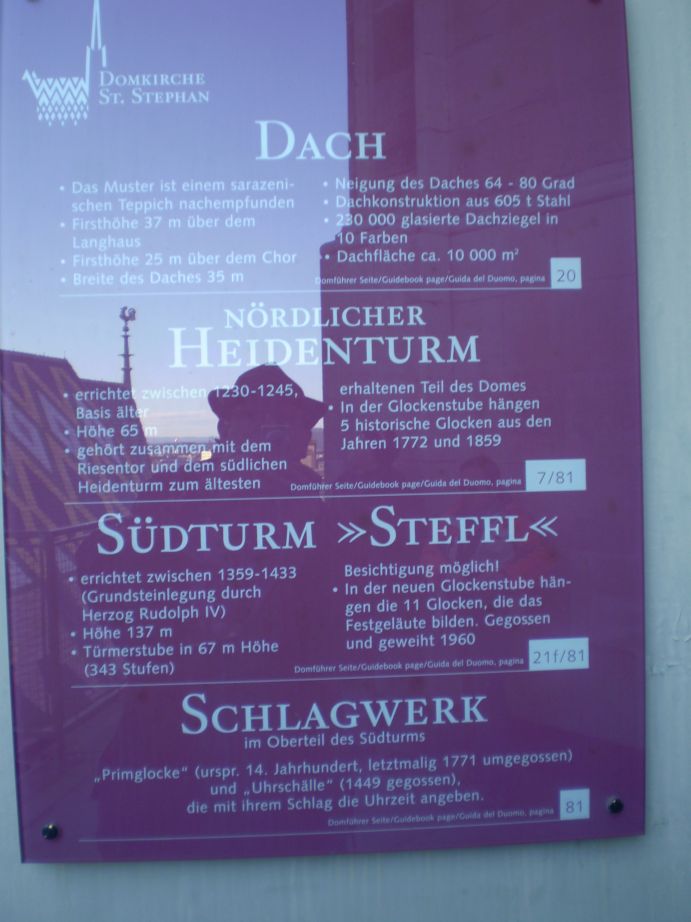 DOMKIRCHE
ST. STEPHAN
DACH
• Das Muster ist einem sarazeni-
schen Teppich nachempfunden
• Firsthöhe 37 m über dem
Langhaus
• Firsthöhe 25 m über dem Chor
• Breite des Daches 35 m
• Neigung des Daches 64 - 80 Grad
• Dachkonstruktion aus 605 t Stahl
• 230 000 glasierte Dachziegel in
10 Farben
• Dachfläche ca. 10 000 m²
Domführer Seite/Guidebook page/Guida del Duomo, pagina 20
NÖRDLICHER
HEIDENTURM
• errichtet zwischen 1230-1245,
Basis älter
• Höhe 65 m
• gehört zusammen mit dem
Riesentor und dem südlichen
Heidenturm zum ältesten
erhaltenen Teil des Domes
• In der Glockenstube hängen
5 historische Glocken aus den
Jahren 1772 und 1859
Domführer Seite/Guidebook page/Guida del Duomo, pagina 7/81
SÜDTURM »STEFFL«
• errichtet zwischen 1359-1433
(Grundsteinlegung durch
Herzog Rudolph IV)
• Höhe 137 m
• Türmerstube in 67 m Höhe
(343 Stufen)
Besichtigung möglich!
• In der neuen Glockenstube hän-
gen die 11 Glocken, die das
Festgeläute bilden. Gegossen
und geweiht 1960
Domführer Seite/Guidebook page/Guida del Duomo, pagina 21f/81
SCHLAGWERK
im Oberteil des Südturms
„Primglocke“ (urspr. 14. Jahrhundert, letztmalig 1771 umgegossen)
und „Uhrschälle“ (1449 gegossen),
die mit ihrem Schlag die Uhrzeit angeben.
Domführer Seite/Guidebook page/Guida del Duomo, pagina 81